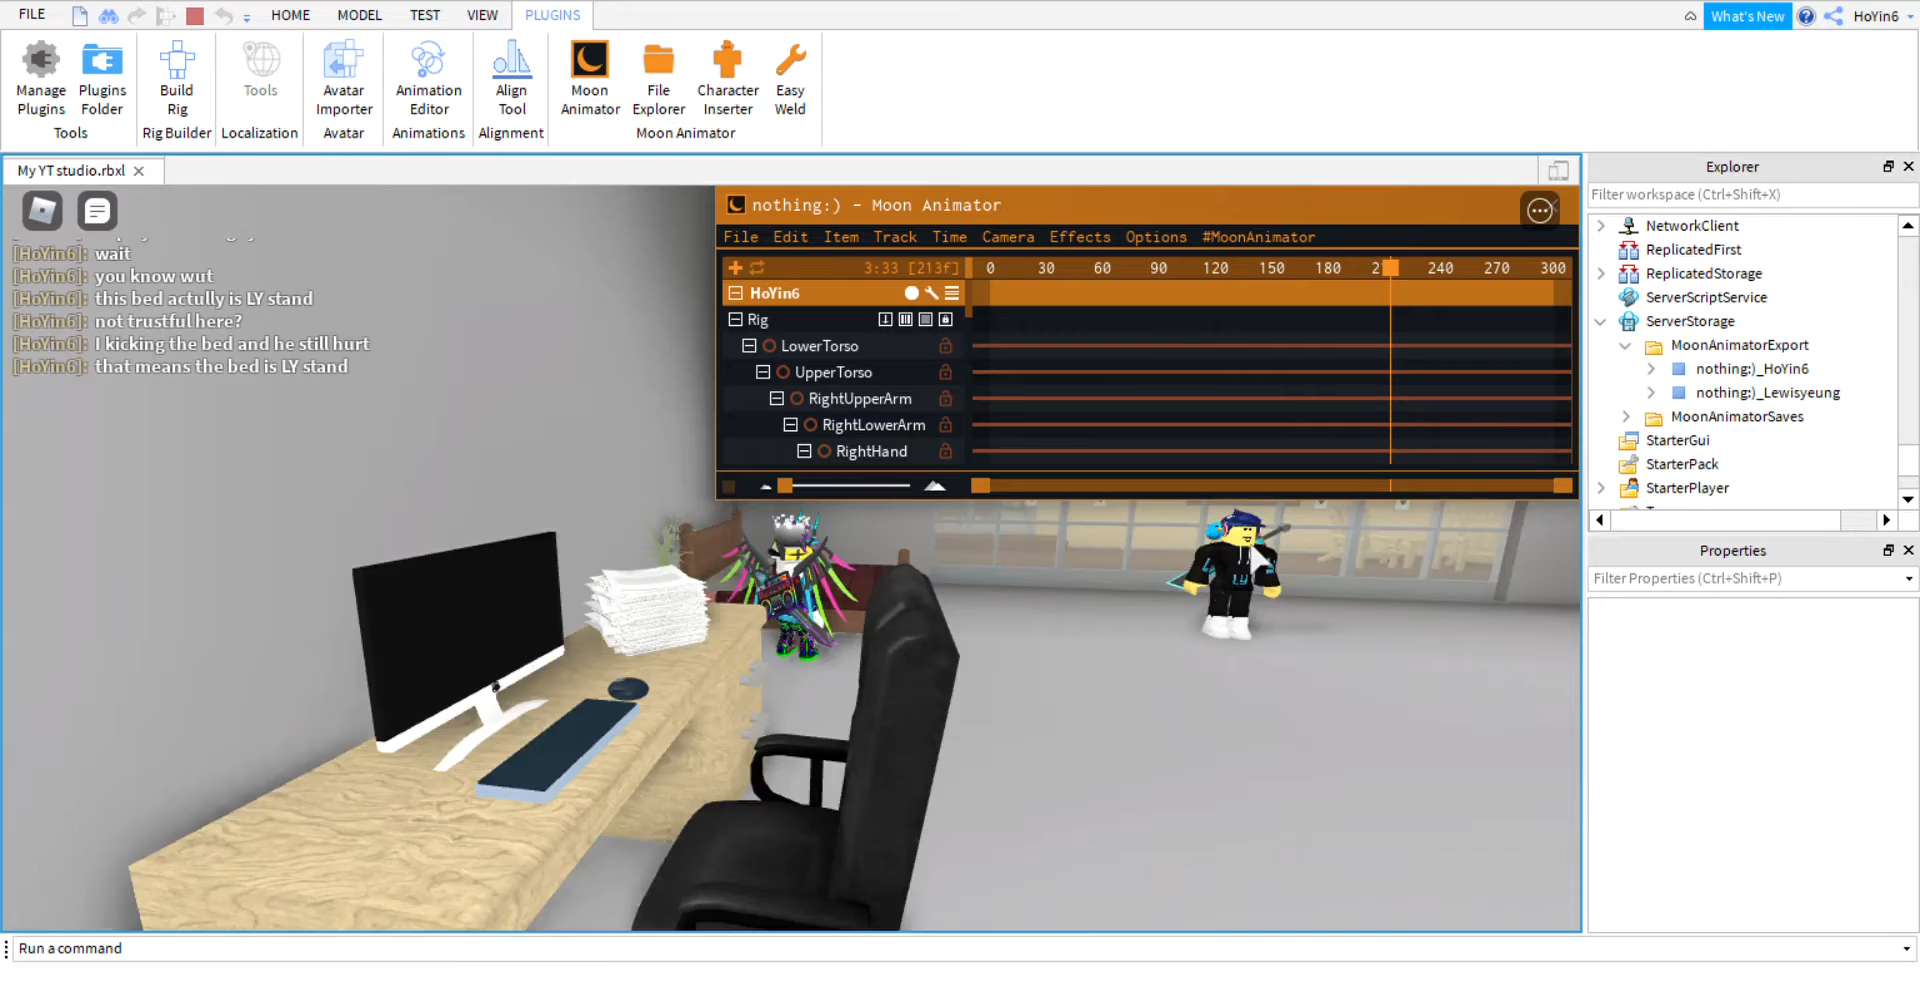 FILE HOME MODEL TEST VIEW PLUGINS What's New HoYin6
Manage Plugins
Plugins Folder
Tools
Build Rig
Rig Builder
Tools
Localization
Avatar Importer
Avatar
Animation Editor
Animations
Align Tool
Alignment
Moon Animator
File Explorer
Character Inserter
Easy Weld
Moon Animator
My YT studio.rbxl
[HoYin6]: wait
[HoYin6]: you know wut
[HoYin6]: this bed actully is LY stand
[HoYin6]: not trustful here?
[HoYin6]: I kicking the bed and he still hurt
[HoYin6]: that means the bed is LY stand
nothing:) - Moon Animator
File Edit Item Track Time Camera Effects Options #MoonAnimator
3:33 [213f] 0 30 60 90 120 150 180 240 270 300
HoYin6
Rig
LowerTorso
UpperTorso
RightUpperArm
RightLowerArm
RightHand
LY
Explorer
Filter workspace (Ctrl+Shift+X)
NetworkClient
ReplicatedFirst
ReplicatedStorage
ServerScriptService
ServerStorage
MoonAnimatorExport
nothing:)_HoYin6
nothing:)_Lewisyeung
MoonAnimatorSaves
StarterGui
StarterPack
StarterPlayer
Properties
Filter Properties (Ctrl+Shift+P)
Run a command